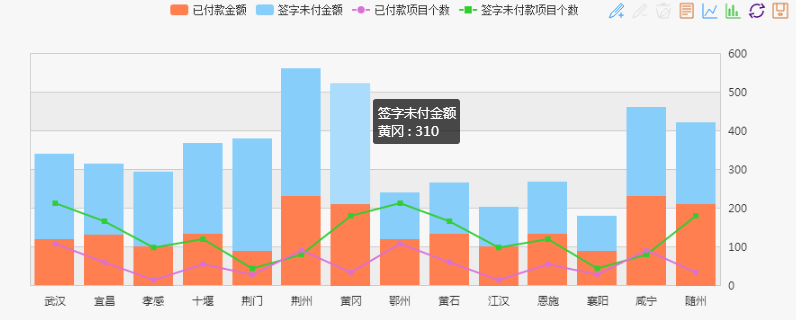 已付款金额 签字未付金额 已付款项目个数 签字未付款项目个数
600
500
签字未付金额
黄冈 : 310
400
300
200
100
0
武汉 宜昌 孝感 十堰 荆门 荆州 黄冈 鄂州 黄石 江汉 恩施 襄阳 咸宁 随州